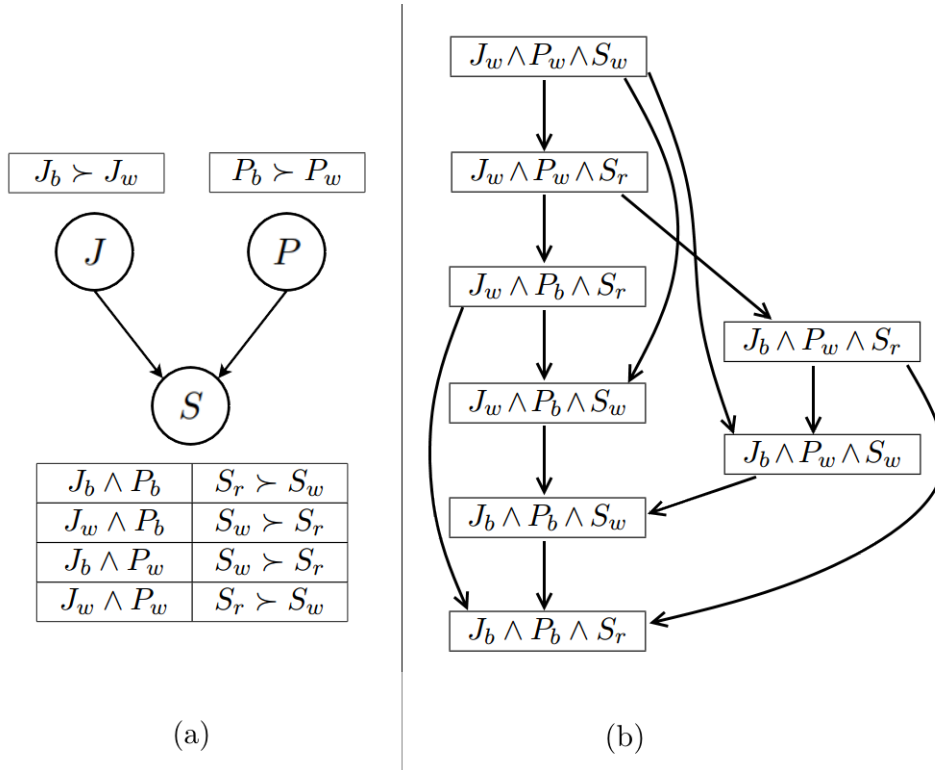 J_b ≻ J_w
P_b ≻ P_w
J
P
S
J_b ∧ P_b S_r ≻ S_w
J_w ∧ P_b S_w ≻ S_r
J_b ∧ P_w S_w ≻ S_r
J_w ∧ P_w S_r ≻ S_w
(a)
J_w ∧ P_w ∧ S_w
J_w ∧ P_w ∧ S_r
J_w ∧ P_b ∧ S_r
J_b ∧ P_w ∧ S_r
J_w ∧ P_b ∧ S_w
J_b ∧ P_w ∧ S_w
J_b ∧ P_b ∧ S_w
J_b ∧ P_b ∧ S_r
(b)